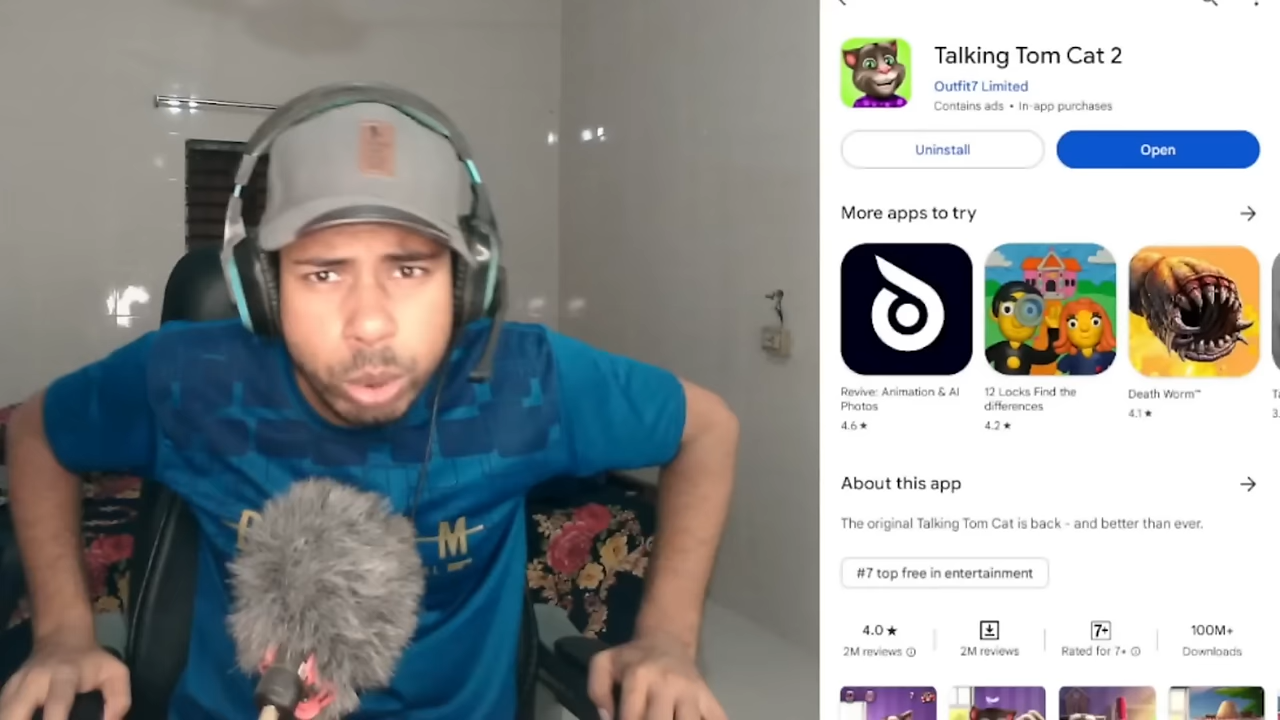 Talking Tom Cat 2
Outfit7 Limited
Contains ads • In-app purchases
Uninstall
Open
More apps to try
Revive: Animation & AI
Photos
4.6★
12 Locks Find the
differences
4.2★
Death Worm™
4.1★
About this app
The original Talking Tom Cat is back - and better than ever.
#7 top free in entertainment
4.0★
2M reviews
2M reviews
7+
Rated for 7+
100M+
Downloads